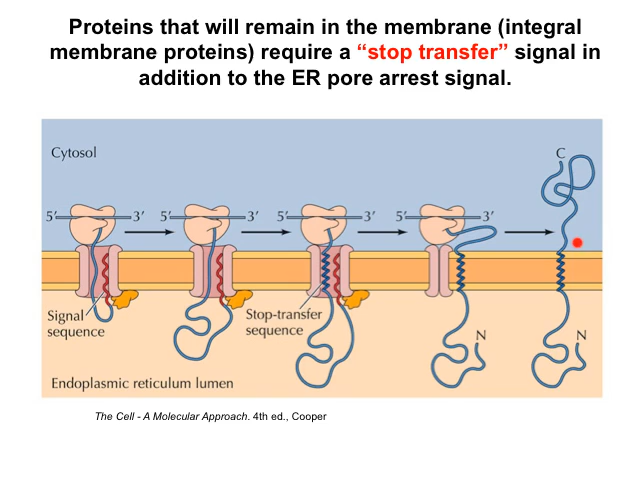 Proteins that will remain in the membrane (integral
membrane proteins) require a “stop transfer” signal in
addition to the ER pore arrest signal.
Cytosol
C
5′ 3′ 5′ 3′ 5′ 3′ 5′ 3′
Signal
sequence
Stop-transfer
sequence
N N
Endoplasmic reticulum lumen
The Cell - A Molecular Approach. 4th ed., Cooper